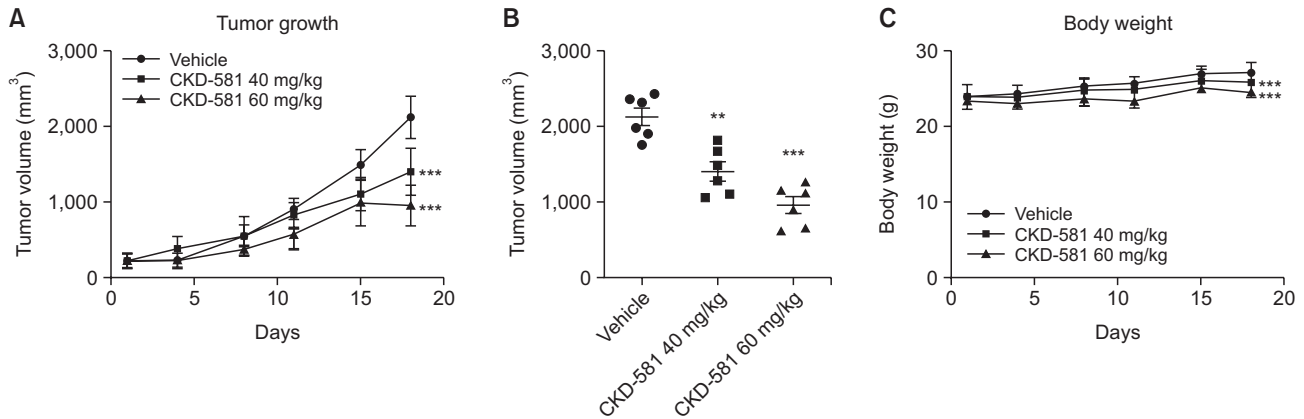 A
Tumor growth
3,000
2,000
1,000
0
Tumor volume (mm³)
Vehicle
CKD-581 40 mg/kg
CKD-581 60 mg/kg
***
***
0
5
10
15
20
Days
B
3,000
2,000
1,000
0
Tumor volume (mm³)
**
***
Vehicle
CKD-581 40 mg/kg
CKD-581 60 mg/kg
C
Body weight
30
20
10
0
Body weight (g)
***
***
Vehicle
CKD-581 40 mg/kg
CKD-581 60 mg/kg
0
5
10
15
20
Days